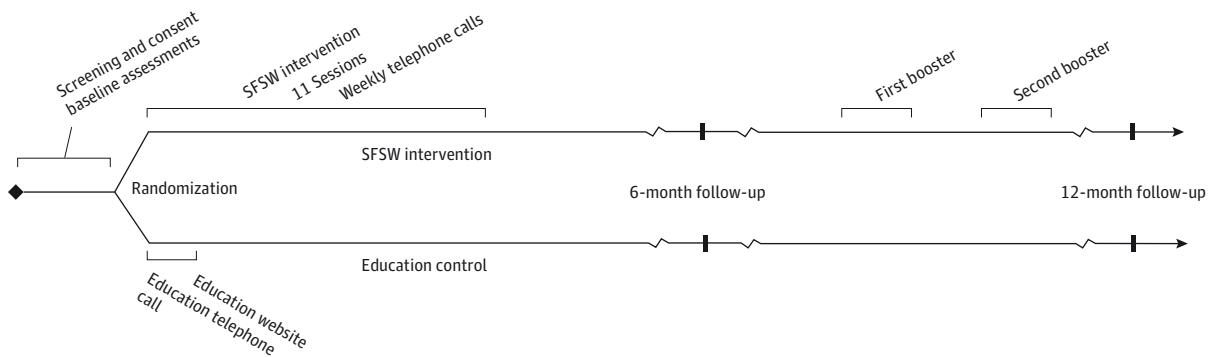 Screening and consent
baseline assessments
SFSW intervention
11 Sessions
Weekly telephone calls
First booster
Second booster
SFSW intervention
Randomization
6-month follow-up
12-month follow-up
Education control
Education website
Education telephone
call